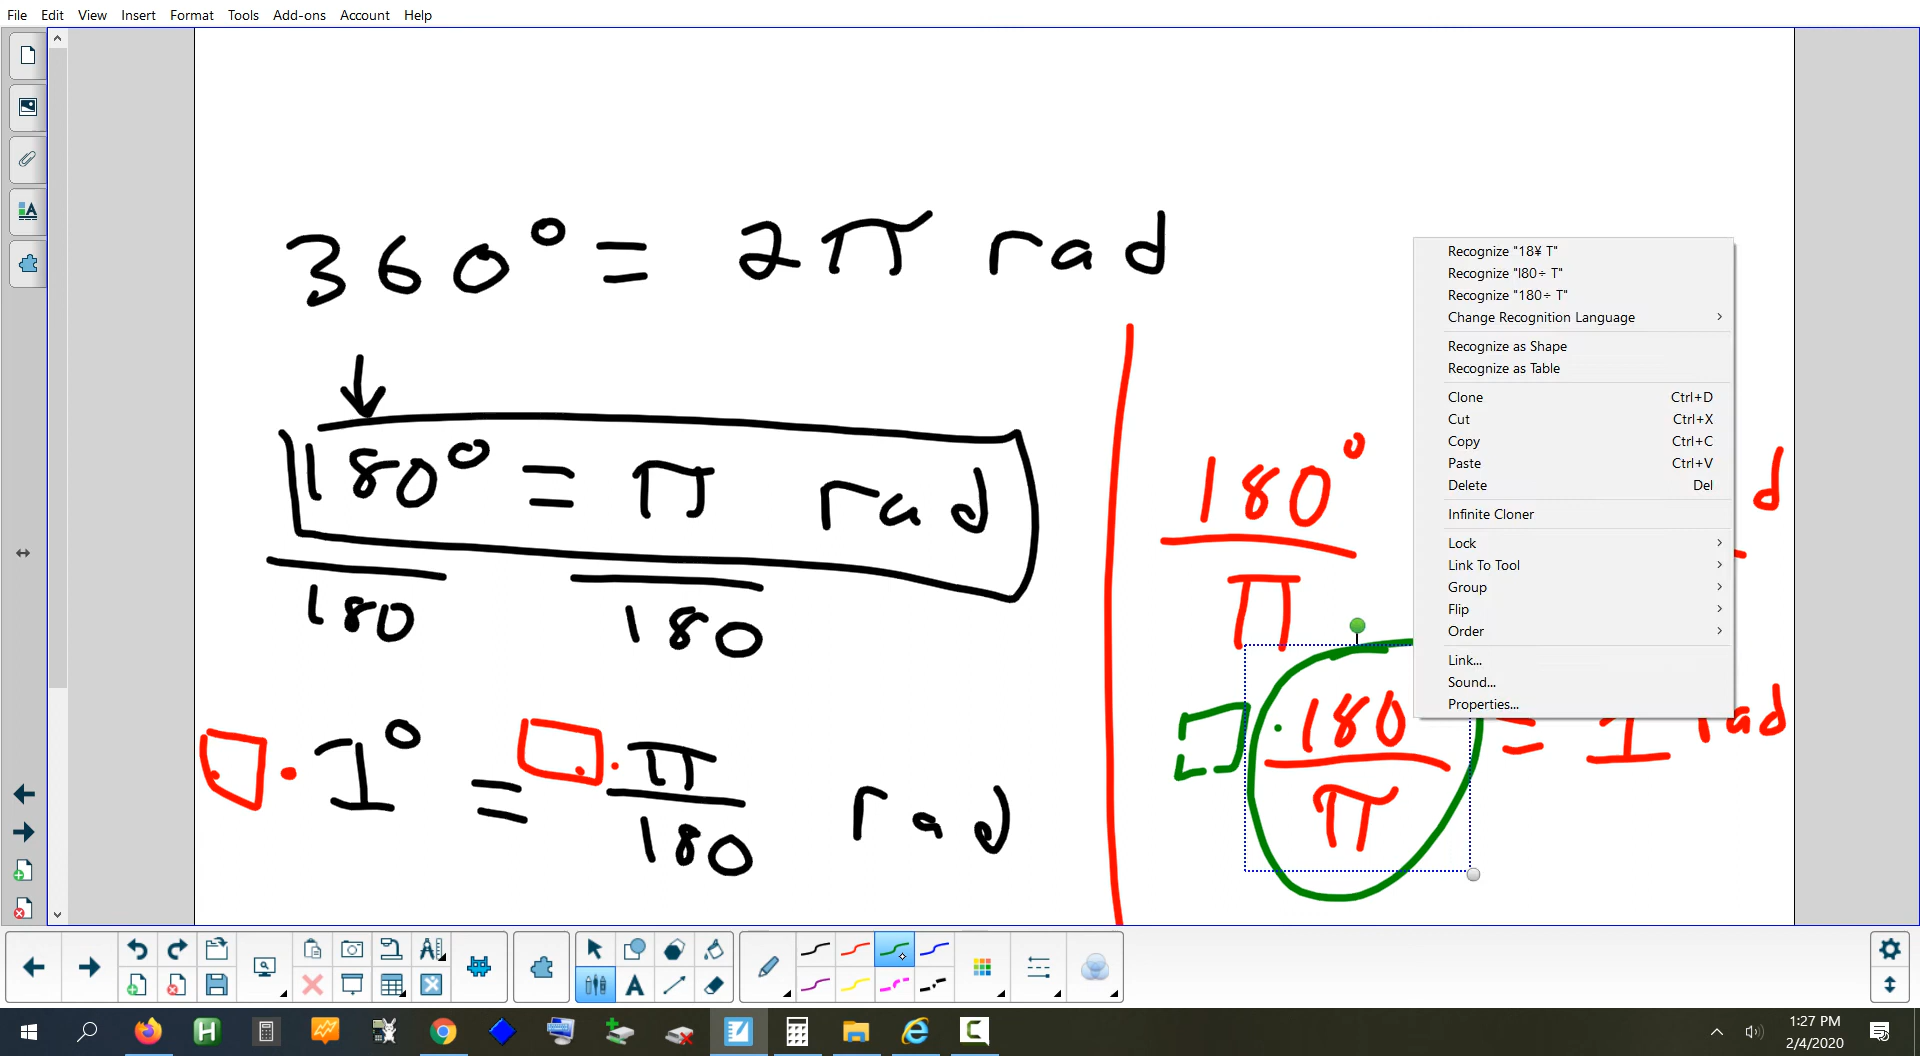 File Edit View Insert Format Tools Add-ons Account Help
360° = 2π rad
180° = π rad
180 180
· 1° = · π rad
180
180° d
π
· 180 = 1 rad
π
Recognize "18¥ T"
Recognize "l80÷ T"
Recognize "180÷ T"
Change Recognition Language
Recognize as Shape
Recognize as Table
Clone Ctrl+D
Cut Ctrl+X
Copy Ctrl+C
Paste Ctrl+V
Delete Del
Infinite Cloner
Lock
Link To Tool
Group
Flip
Order
Link...
Sound...
Properties...
A
A
H
e
C
1:27 PM
2/4/2020